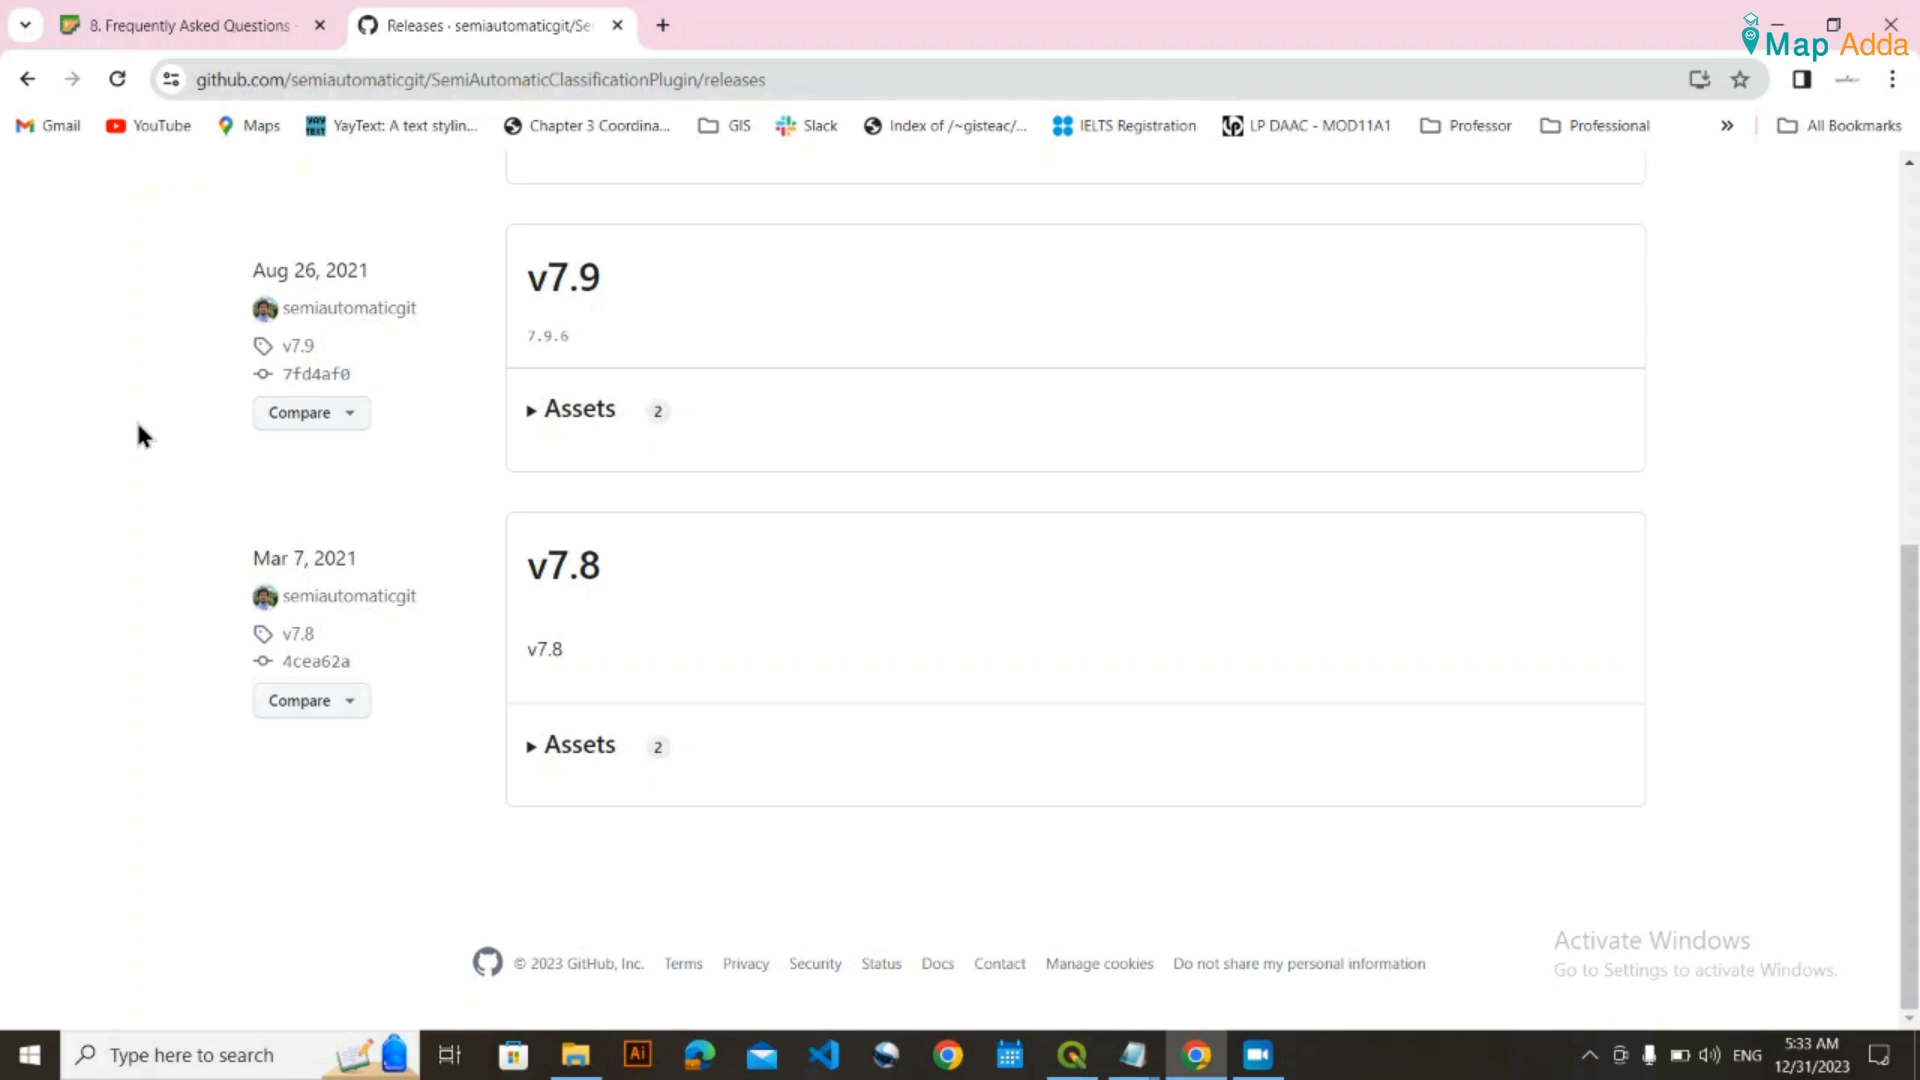 8. Frequently Asked Questions -
Releases · semiautomaticgit/Se
Map Adda
github.com/semiautomaticgit/SemiAutomaticClassificationPlugin/releases
Gmail
YouTube
Maps
YAY TEXT
YayText: A text stylin...
Chapter 3 Coordina...
GIS
Slack
Index of /~gisteac/...
IELTS Registration
LP DAAC - MOD11A1
Professor
Professional
»
All Bookmarks
Aug 26, 2021
semiautomaticgit
v7.9
7fd4af0
Compare
v7.9
7.9.6
Assets 2
Mar 7, 2021
semiautomaticgit
v7.8
4cea62a
Compare
v7.8
v7.8
Assets 2
Activate Windows
Go to Settings to activate Windows.
© 2023 GitHub, Inc. Terms Privacy Security Status Docs Contact Manage cookies Do not share my personal information
Type here to search
Ai
ENG
5:33 AM
12/31/2023